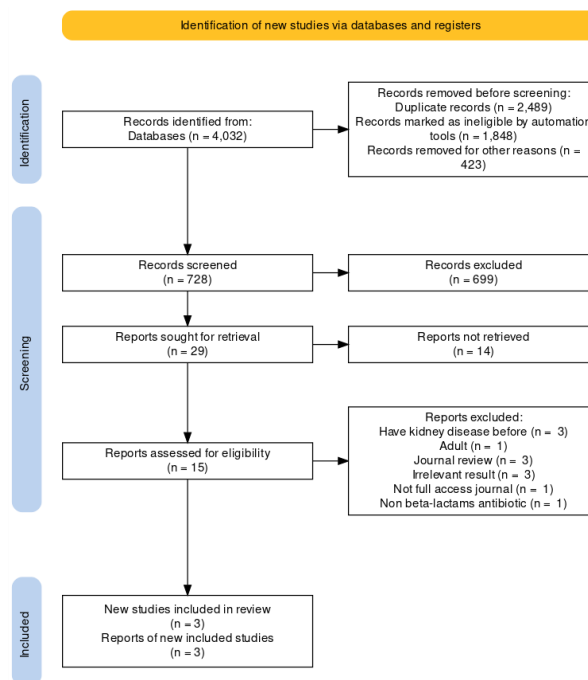 Identification of new studies via databases and registers
Identification
Records identified from:
Databases (n = 4,032)
Records removed before screening:
Duplicate records (n = 2,489)
Records marked as ineligible by automation
tools (n = 1,848)
Records removed for other reasons (n =
423)
Screening
Records screened
(n = 728)
Records excluded
(n = 699)
Reports sought for retrieval
(n = 29)
Reports not retrieved
(n = 14)
Reports assessed for eligibility
(n = 15)
Reports excluded:
Have kidney disease before (n = 3)
Adult (n = 1)
Journal review (n = 3)
Irrelevant result (n = 3)
Not full access journal (n = 1)
Non beta-lactams antibiotic (n = 1)
Included
New studies included in review
(n = 3)
Reports of new included studies
(n = 3)